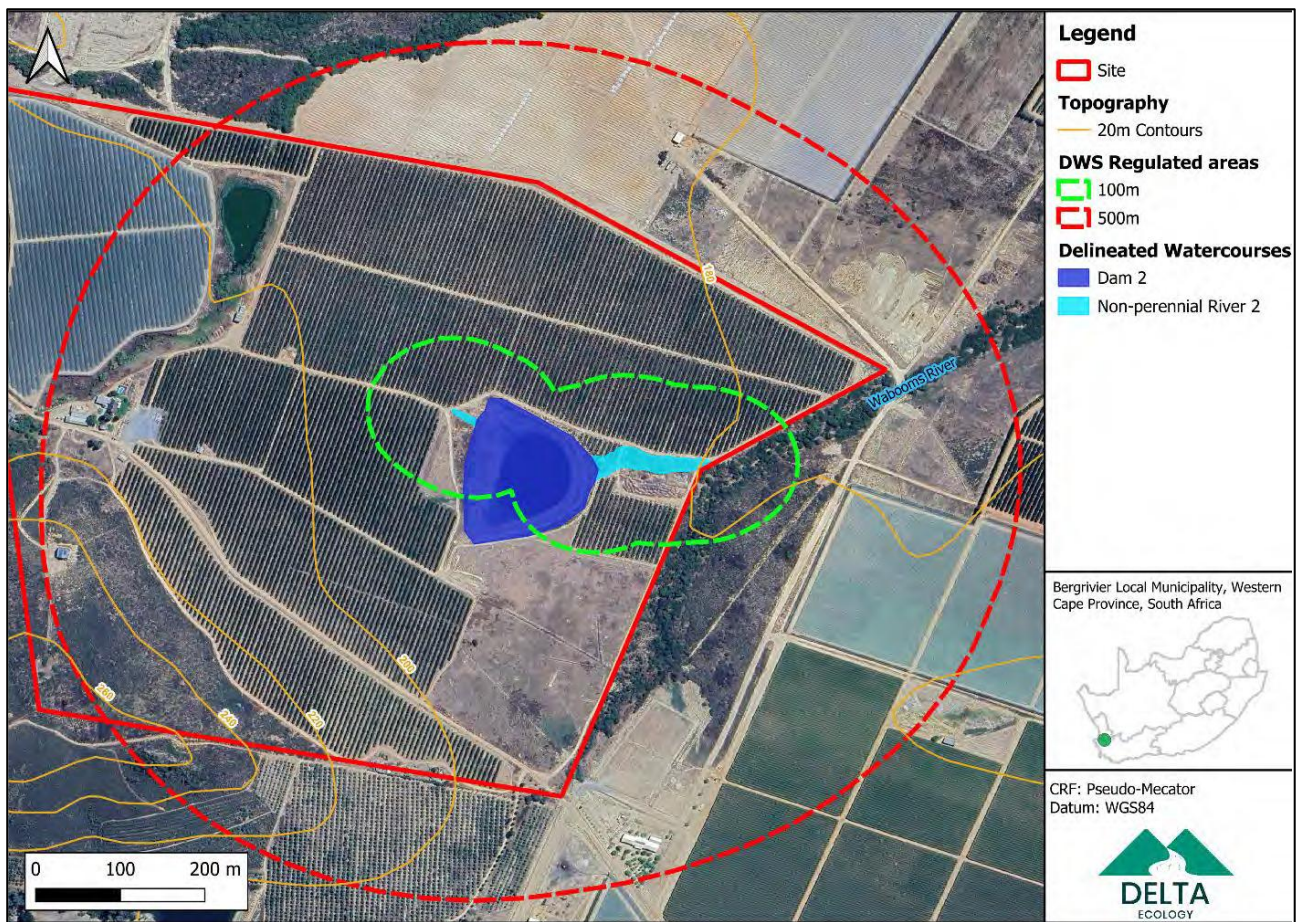 Legend
Site
Topography
20m Contours
DWS Regulated areas
100m
500m
Delineated Watercourses
Dam 2
Non-perennial River 2
180
Wabooms River
200
220
240
260
0 100 200 m
Bergrivier Local Municipality, Western
Cape Province, South Africa
CRF: Pseudo-Mecator
Datum: WGS84
DELTA
ECOLOGY